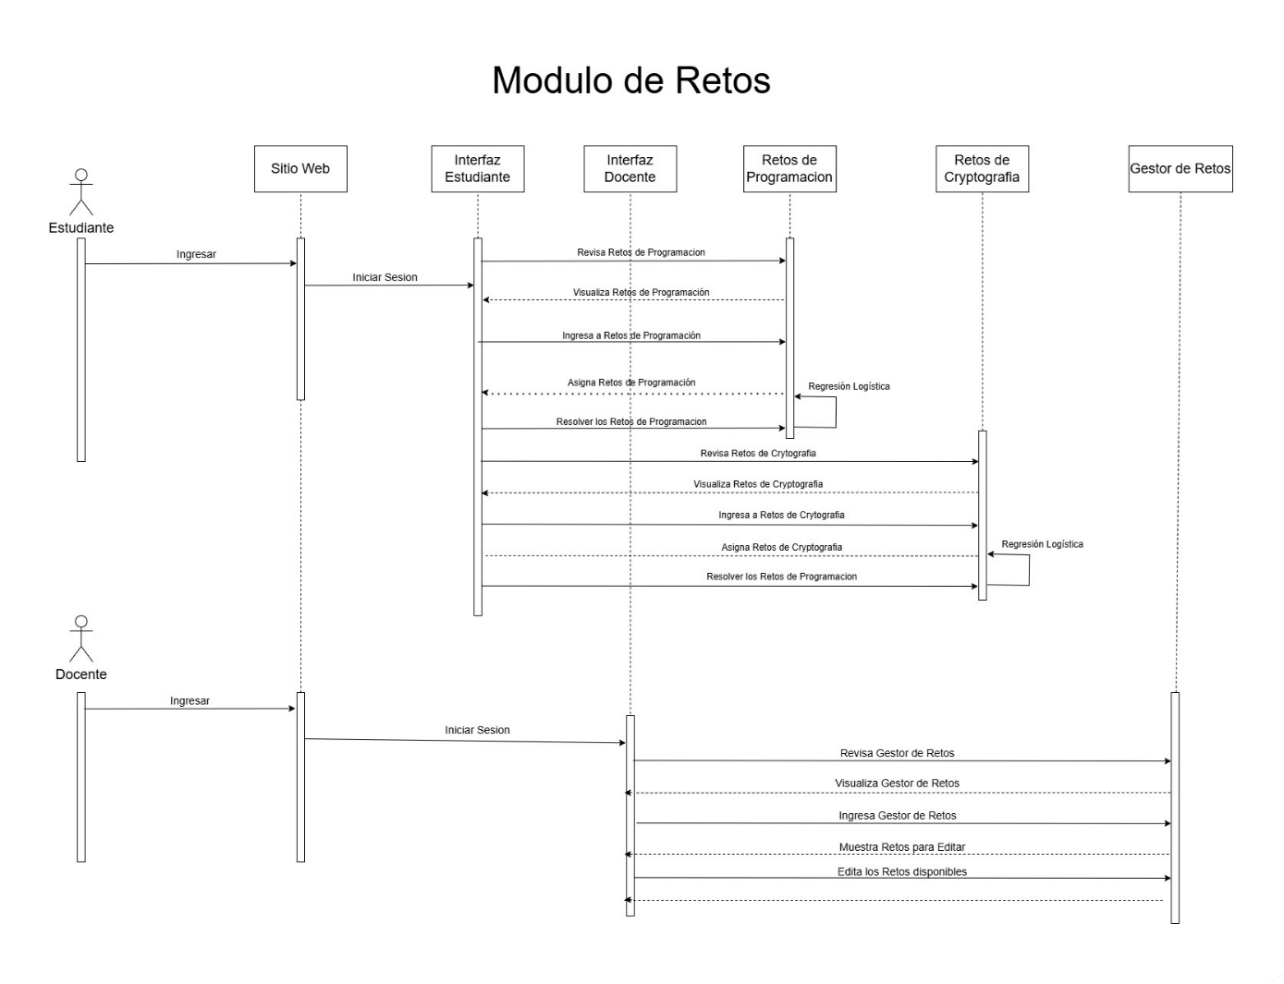 Modulo de Retos
Sitio Web
Interfaz
Estudiante
Interfaz
Docente
Retos de
Programacion
Retos de
Cryptografia
Gestor de Retos
Estudiante
Ingresar
Revisa Retos de Programacion
Iniciar Sesion
Visualiza Retos de Programación
Ingresa a Retos de Programación
Asigna Retos de Programación
Regresión Logística
Resolver los Retos de Programacion
Revisa Retos de Crytografia
Visualiza Retos de Cryptografia
Ingresa a Retos de Crytografia
Asigna Retos de Cryptografia
Regresión Logística
Resolver los Retos de Programacion
Docente
Ingresar
Iniciar Sesion
Revisa Gestor de Retos
Visualiza Gestor de Retos
Ingresa Gestor de Retos
Muestra Retos para Editar
Edita los Retos disponibles